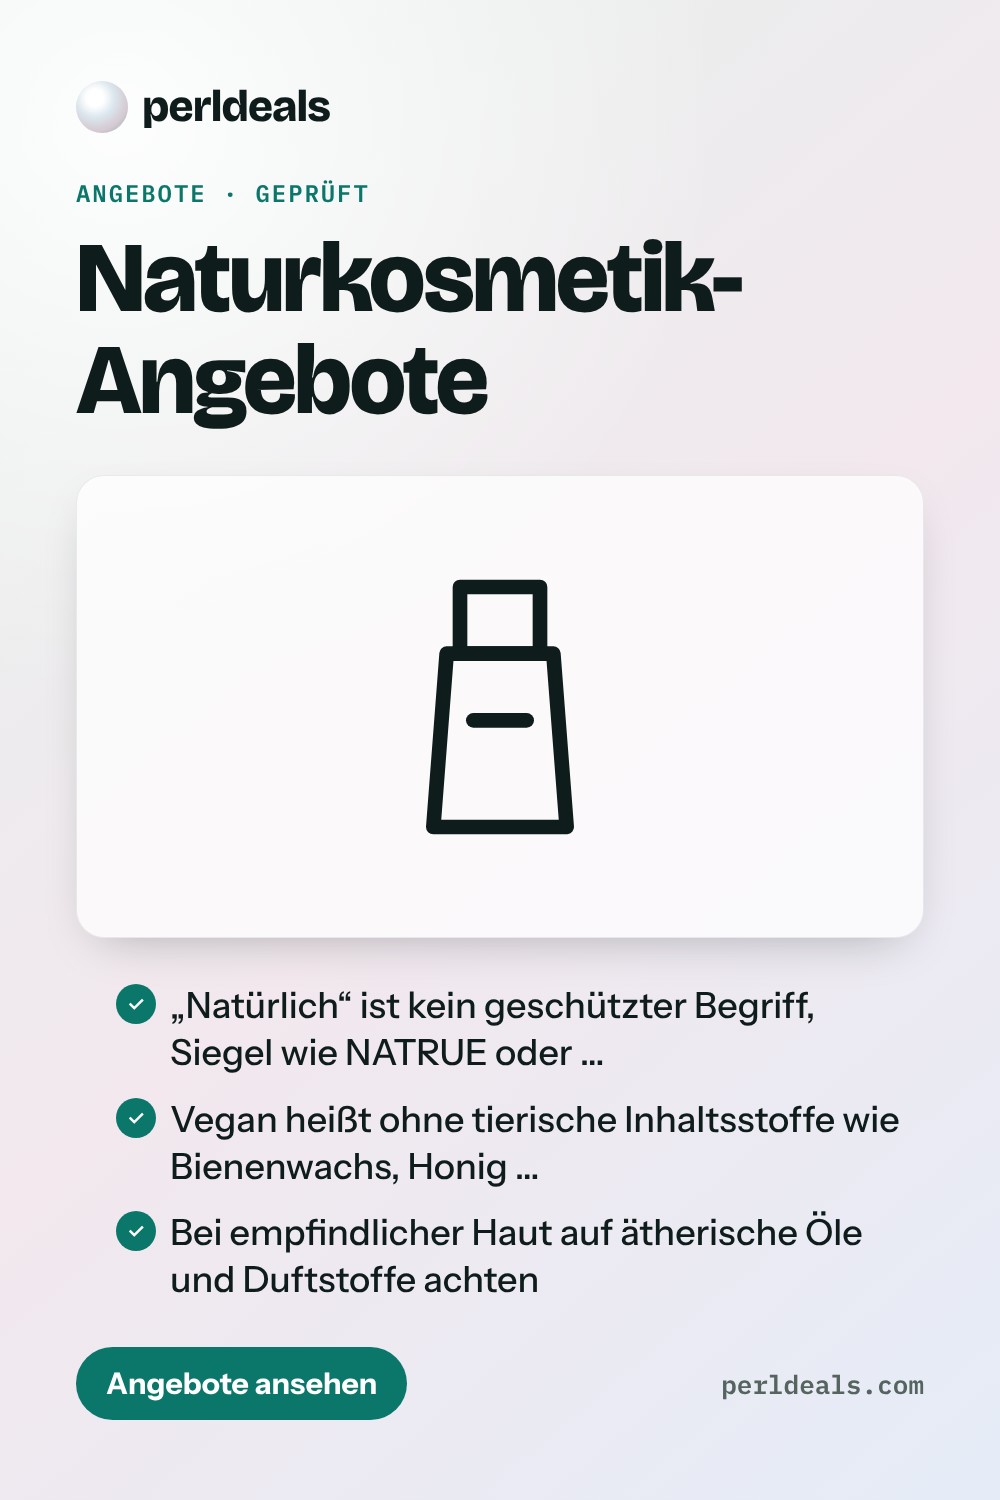 perldeals
ANGEBOTE · GEPRÜFT
Naturkosmetik-
Angebote
„Natürlich“ ist kein geschützter Begriff,
Siegel wie NATRUE oder ...
Vegan heißt ohne tierische Inhaltsstoffe wie
Bienenwachs, Honig ...
Bei empfindlicher Haut auf ätherische Öle
und Duftstoffe achten
Angebote ansehen
perldeals.com